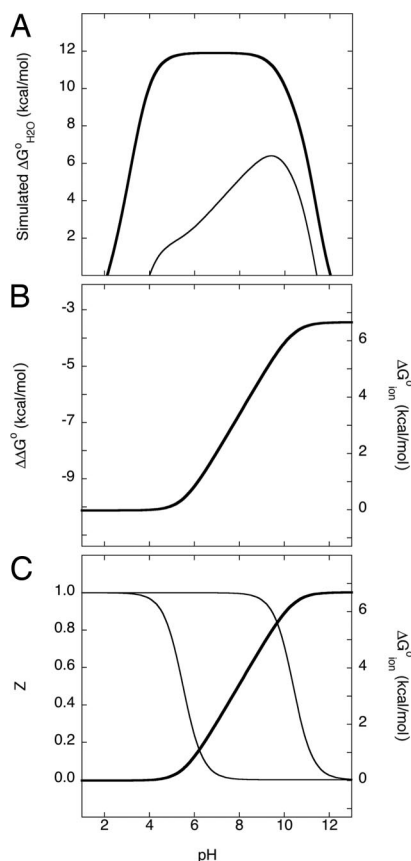 A
Simulated ΔG°H2O (kcal/mol)
12
10
8
6
4
2
B
ΔΔG° (kcal/mol)
-3
-5
-7
-9
ΔG°ion (kcal/mol)
6
4
2
0
C
Z
1.0
0.8
0.6
0.4
0.2
0.0
ΔG°ion (kcal/mol)
6
4
2
0
2 4 6 8 10 12
pH